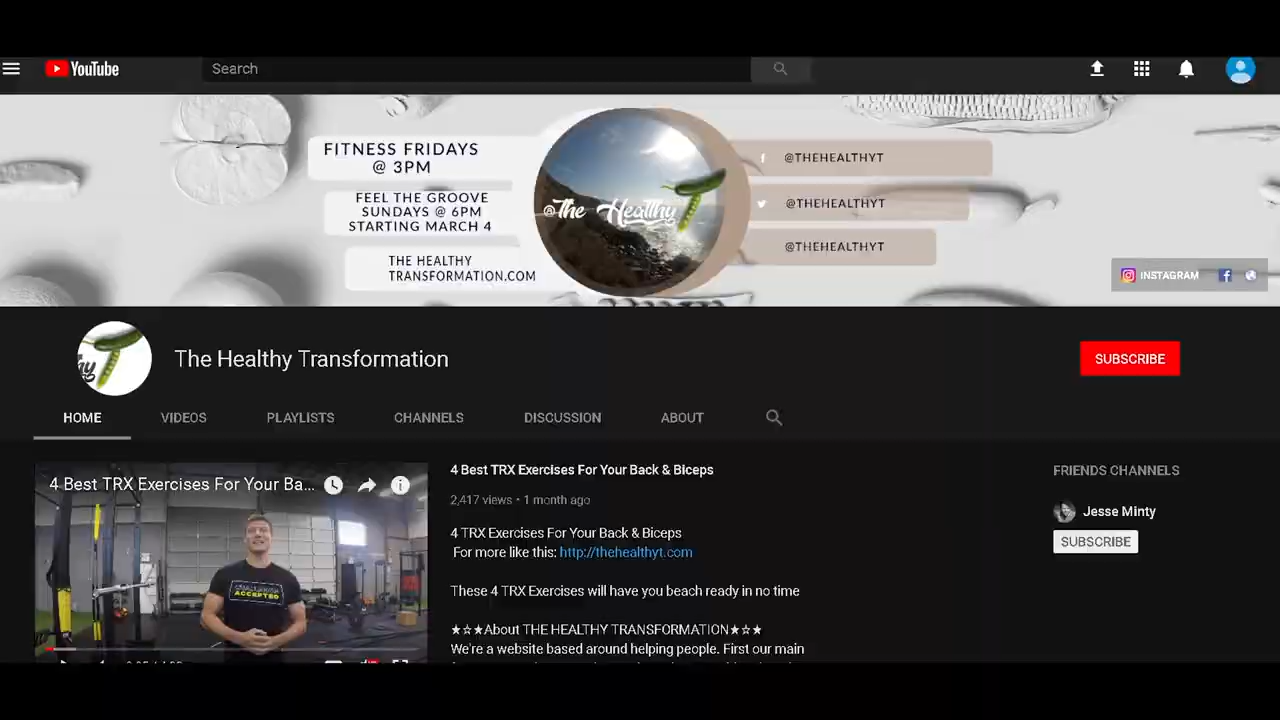 YouTube
Search
FITNESS FRIDAYS
@ 3PM
FEEL THE GROOVE
SUNDAYS @ 6PM
STARTING MARCH 4
THE HEALTHY
TRANSFORMATION.COM
@The Healthy
@THEHEALTHYT
@THEHEALTHYT
@THEHEALTHYT
INSTAGRAM
The Healthy Transformation
SUBSCRIBE
HOME VIDEOS PLAYLISTS CHANNELS DISCUSSION ABOUT
4 Best TRX Exercises For Your Ba...
CHALLENGE
ACCEPTED
4 Best TRX Exercises For Your Back & Biceps
2,417 views • 1 month ago
4 TRX Exercises For Your Back & Biceps
For more like this: http://thehealthyt.com
These 4 TRX Exercises will have you beach ready in no time
★☆★About THE HEALTHY TRANSFORMATION★☆★
We're a website based around helping people. First our main
FRIENDS CHANNELS
Jesse Minty
SUBSCRIBE